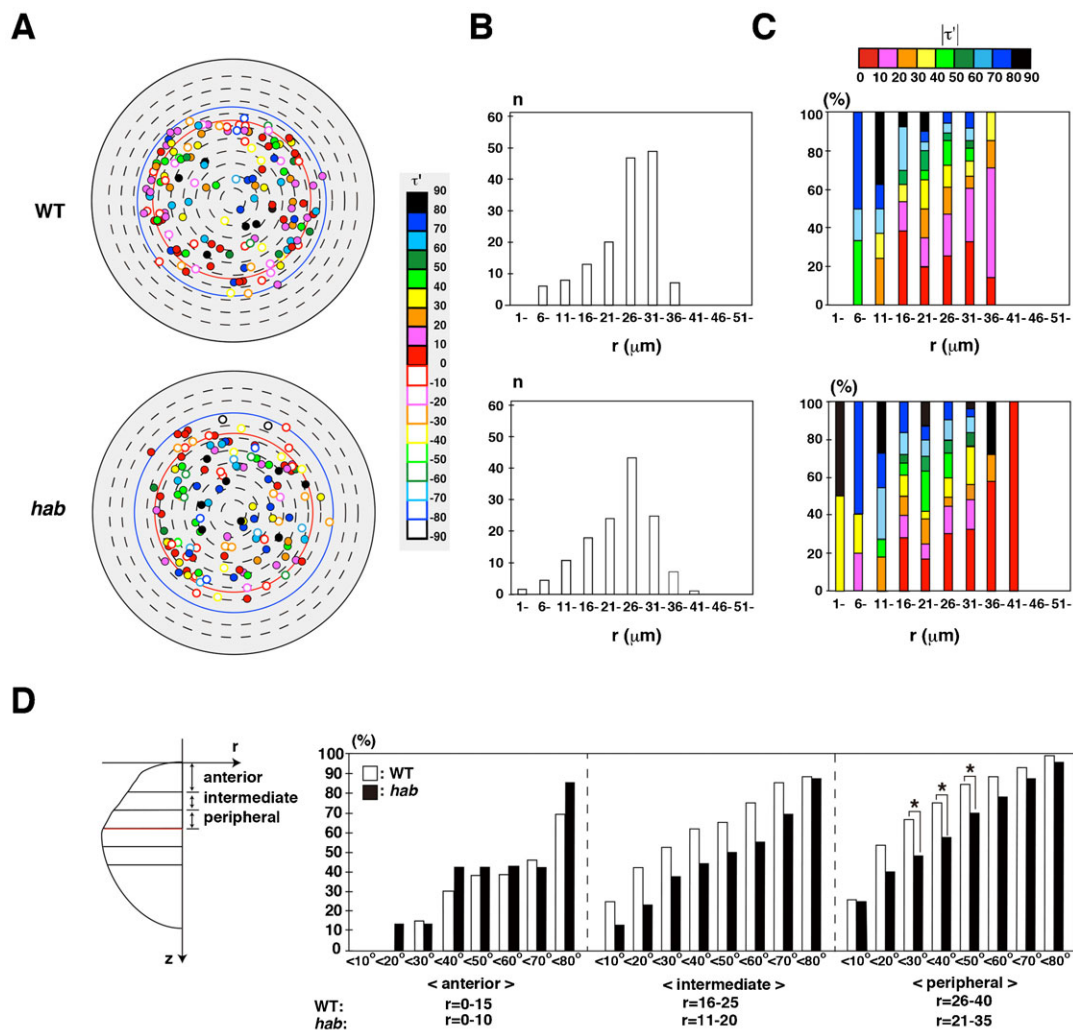 A
B
C
WT
hab
τ'
90
80
70
60
50
40
30
20
10
0
-10
-20
-30
-40
-50
-60
-70
-80
-90
n
60
50
40
30
20
10
0
1- 6- 11- 16- 21- 26- 31- 36- 41- 46- 51-
r (μm)
n
60
50
40
30
20
10
0
1- 6- 11- 16- 21- 26- 31- 36- 41- 46- 51-
r (μm)
|τ'|
0 10 20 30 40 50 60 70 80 90
(%)
100
80
60
40
20
0
1- 6- 11- 16- 21- 26- 31- 36- 41- 46- 51-
r (μm)
(%)
100
80
60
40
20
0
1- 6- 11- 16- 21- 26- 31- 36- 41- 46- 51-
r (μm)
D
r
anterior
intermediate
peripheral
z
(%)
100
90
80
70
60
50
40
30
20
10
0
: WT
: hab
* * *
<10° <20° <30° <40° <50° <60° <70° <80° <10° <20° <30° <40° <50° <60° <70° <80° <10° <20° <30° <40° <50° <60° <70° <80°
< anterior > < intermediate > < peripheral >
WT: r=0-15 r=16-25 r=26-40
hab: r=0-10 r=11-20 r=21-35